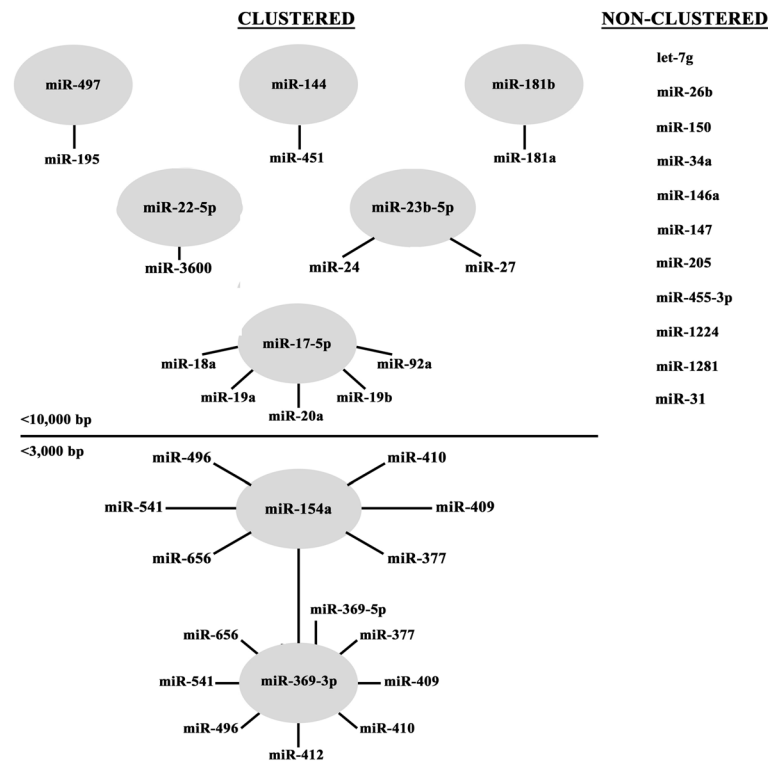 CLUSTERED
NON-CLUSTERED
miR-497
miR-144
miR-181b
miR-195
miR-451
miR-181a
miR-22-5p
miR-23b-5p
miR-3600
miR-24
miR-27
miR-17-5p
miR-18a
miR-92a
miR-19a
miR-19b
miR-20a
<10,000 bp
let-7g
miR-26b
miR-150
miR-34a
miR-146a
miR-147
miR-205
miR-455-3p
miR-1224
miR-1281
miR-31
<3,000 bp
miR-496
miR-410
miR-541
miR-154a
miR-409
miR-656
miR-377
miR-369-5p
miR-656
miR-377
miR-541
miR-369-3p
miR-409
miR-496
miR-410
miR-412